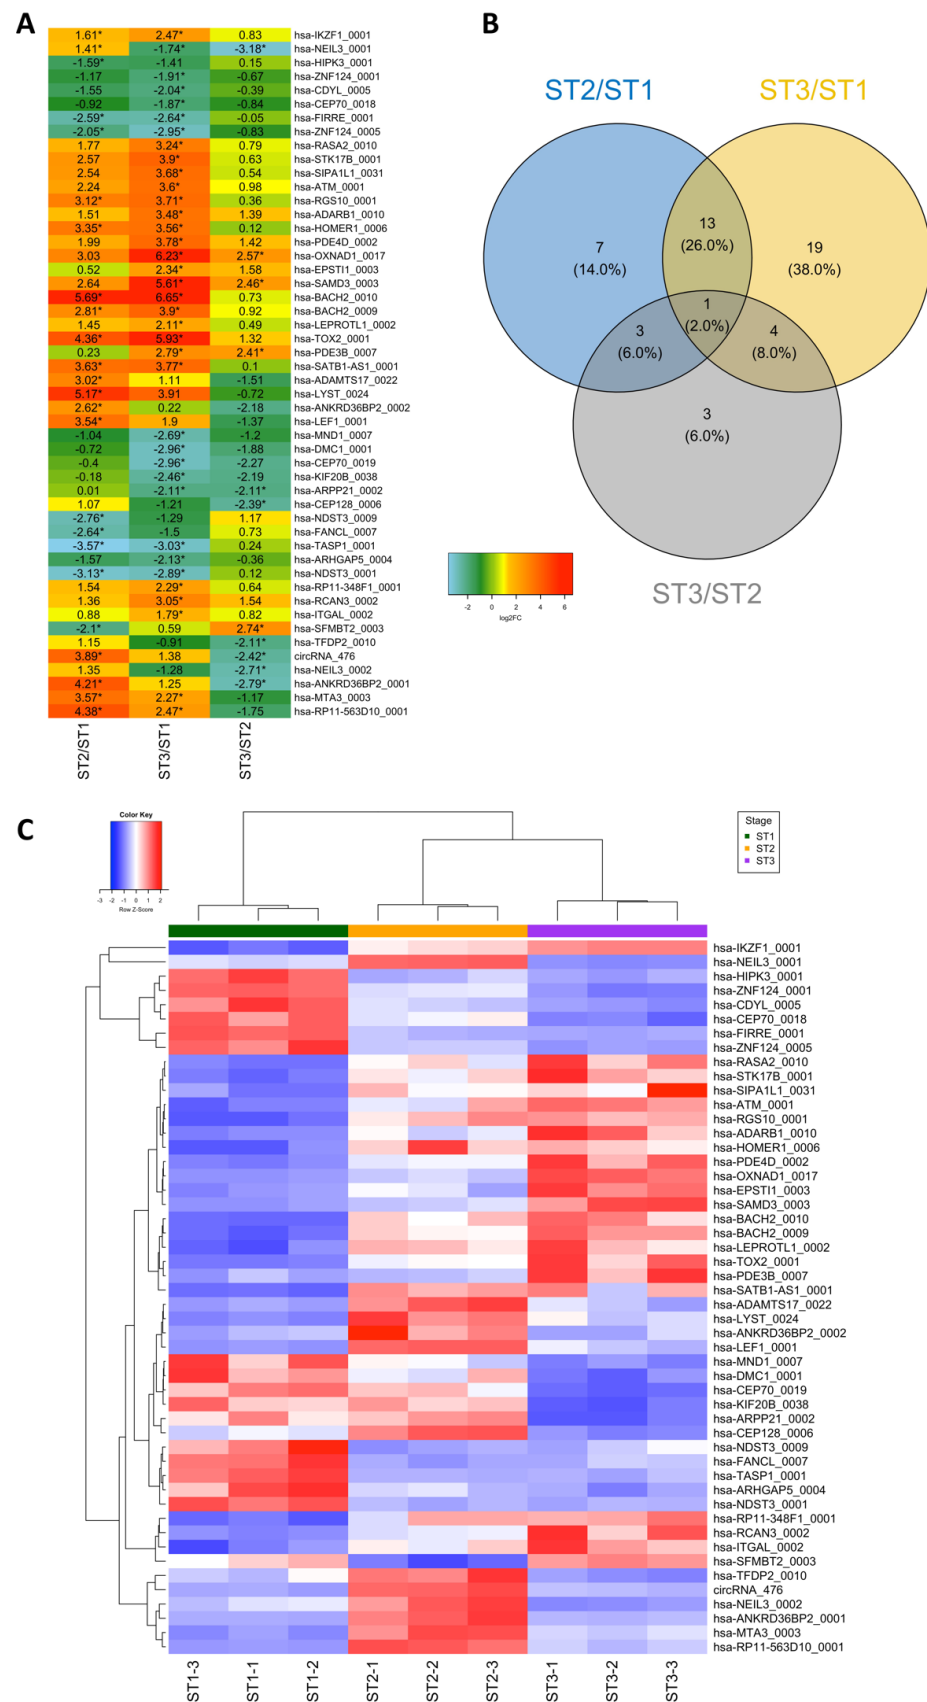 A
1.61* 2.47* 0.83 hsa-IKZF1_0001
1.41* -1.74* -3.18* hsa-NEIL3_0001
-1.59* -1.41 0.15 hsa-HIPK3_0001
-1.17 -1.91* -0.67 hsa-ZNF124_0001
-1.55 -2.04* -0.39 hsa-CDYL_0005
-0.92 -1.87* -0.84 hsa-CEP70_0018
-2.59* -2.64* -0.05 hsa-FIRRE_0001
-2.05* -2.95* -0.83 hsa-ZNF124_0005
1.77 3.24* 0.79 hsa-RASA2_0010
2.57 3.9* 0.63 hsa-STK17B_0001
2.54 3.68* 0.54 hsa-SIPA1L1_0031
2.24 3.6* 0.98 hsa-ATM_0001
3.12* 3.71* 0.36 hsa-RGS10_0001
1.51 3.48* 1.39 hsa-ADARB1_0010
3.35* 3.56* 0.12 hsa-HOMER1_0006
1.99 3.78* 1.42 hsa-PDE4D_0002
3.03 6.23* 2.57* hsa-OXNAD1_0017
0.52 2.34* 1.58 hsa-EPSTI1_0003
2.64 5.61* 2.46* hsa-SAMD3_0003
5.69* 6.65* 0.73 hsa-BACH2_0010
2.81* 3.9* 0.92 hsa-BACH2_0009
1.45 2.11* 0.49 hsa-LEPROTL1_0002
4.36* 5.93* 1.32 hsa-TOX2_0001
0.23 2.79* 2.41* hsa-PDE3B_0007
3.63* 3.77* 0.1 hsa-SATB1-AS1_0001
3.02* 1.11 -1.51 hsa-ADAMTS17_0022
5.17* 3.91 -0.72 hsa-LYST_0024
2.62* 0.22 -2.18 hsa-ANKRD36BP2_0002
3.54* 1.9 -1.37 hsa-LEF1_0001
-1.04 -2.69* -1.2 hsa-MND1_0007
-0.72 -2.96* -1.88 hsa-DMC1_0001
-0.4 -2.96* -2.27 hsa-CEP70_0019
-0.18 -2.46* -2.19 hsa-KIF20B_0038
0.01 -2.11* -2.11* hsa-ARPP21_0002
1.07 -1.21 -2.39* hsa-CEP128_0006
-2.76* -1.29 1.17 hsa-NDST3_0009
-2.64* -1.5 0.73 hsa-FANCL_0007
-3.57* -3.03* 0.24 hsa-TASP1_0001
-1.57 -2.13* -0.36 hsa-ARHGAP5_0004
-3.13* -2.89* 0.12 hsa-NDST3_0001
1.54 2.29* 0.64 hsa-RP11-348F1_0001
1.36 3.05* 1.54 hsa-RCAN3_0002
0.88 1.79* 0.82 hsa-ITGAL_0002
-2.1* 0.59 2.74* hsa-SFMBT2_0003
1.15 -0.91 -2.11* hsa-TFDP2_0010
3.89* 1.38 -2.42* circRNA_476
1.35 -1.28 -2.71* hsa-NEIL3_0002
4.21* 1.25 -2.79* hsa-ANKRD36BP2_0001
3.57* 2.27* -1.17 hsa-MTA3_0003
4.38* 2.47* -1.75 hsa-RP11-563D10_0001
ST2/ST1 ST3/ST1 ST3/ST2
-2 0 2 4 6
log2FC
B
ST2/ST1 ST3/ST1
13
(26.0%)
7
(14.0%)
19
(38.0%)
1
(2.0%)
3
(6.0%)
4
(8.0%)
3
(6.0%)
ST3/ST2
C
Color Key
-3 -2 -1 0 1 2
Row Z-Score
Stage
ST1
ST2
ST3
hsa-IKZF1_0001
hsa-NEIL3_0001
hsa-HIPK3_0001
hsa-ZNF124_0001
hsa-CDYL_0005
hsa-CEP70_0018
hsa-FIRRE_0001
hsa-ZNF124_0005
hsa-RASA2_0010
hsa-STK17B_0001
hsa-SIPA1L1_0031
hsa-ATM_0001
hsa-RGS10_0001
hsa-ADARB1_0010
hsa-HOMER1_0006
hsa-PDE4D_0002
hsa-OXNAD1_0017
hsa-EPSTI1_0003
hsa-SAMD3_0003
hsa-BACH2_0010
hsa-BACH2_0009
hsa-LEPROTL1_0002
hsa-TOX2_0001
hsa-PDE3B_0007
hsa-SATB1-AS1_0001
hsa-ADAMTS17_0022
hsa-LYST_0024
hsa-ANKRD36BP2_0002
hsa-LEF1_0001
hsa-MND1_0007
hsa-DMC1_0001
hsa-CEP70_0019
hsa-KIF20B_0038
hsa-ARPP21_0002
hsa-CEP128_0006
hsa-NDST3_0009
hsa-FANCL_0007
hsa-TASP1_0001
hsa-ARHGAP5_0004
hsa-NDST3_0001
hsa-RP11-348F1_0001
hsa-RCAN3_0002
hsa-ITGAL_0002
hsa-SFMBT2_0003
hsa-TFDP2_0010
circRNA_476
hsa-NEIL3_0002
hsa-ANKRD36BP2_0001
hsa-MTA3_0003
hsa-RP11-563D10_0001
ST1-3 ST1-1 ST1-2 ST2-1 ST2-2 ST2-3 ST3-1 ST3-2 ST3-3